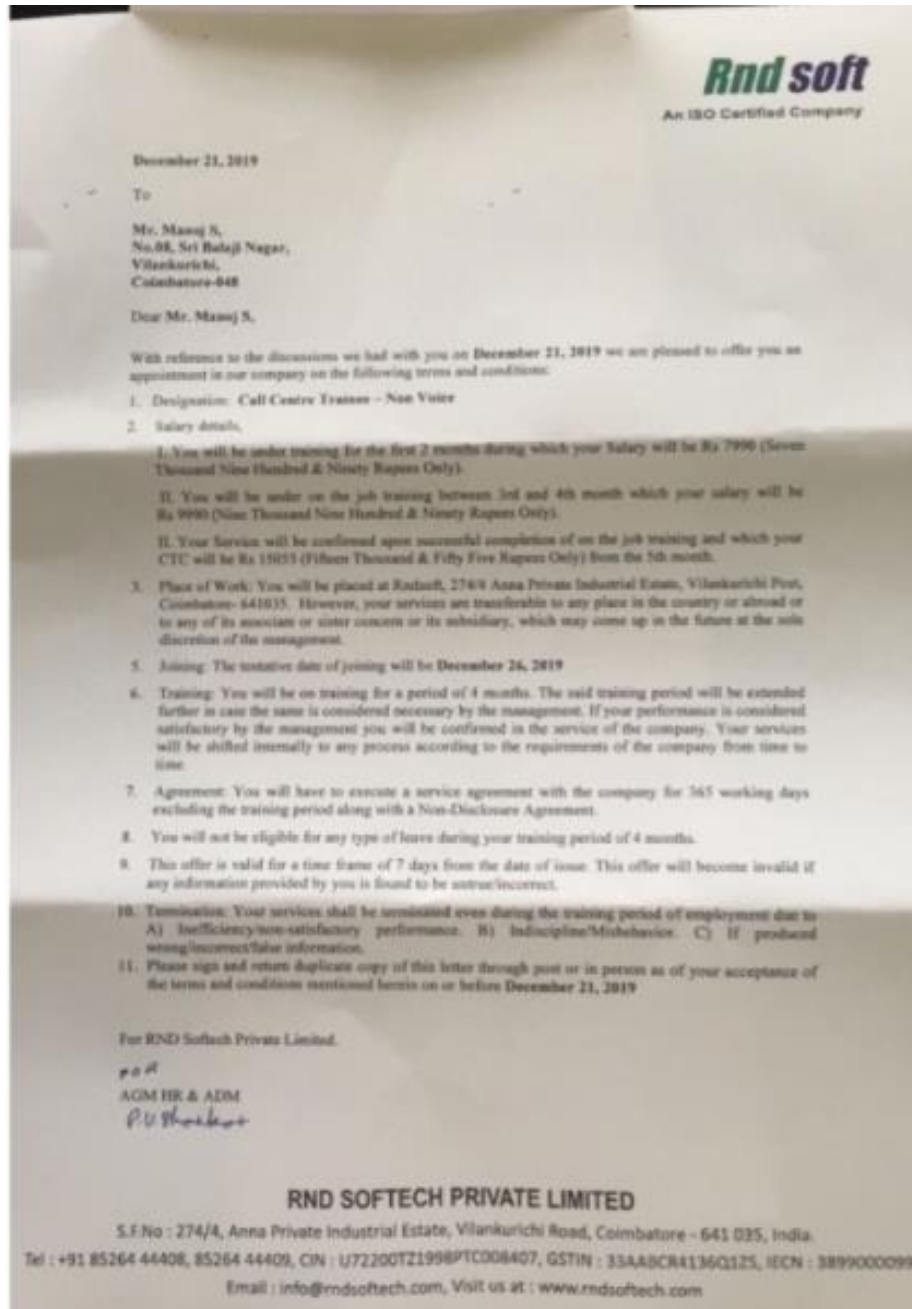 Rnd soft
An ISO Certified Company
December 21, 2019
To
Mr. Manoj S,
No.08, Sri Balaji Nagar,
Vilankurichi,
Coimbatore-048
Dear Mr. Manoj S,
With reference to the discussions we had with you on December 21, 2019 we are pleased to offer you an
appointment in our company on the following terms and conditions:
1. Designation: Call Centre Trainee – Non Voice
2. Salary details,
I. You will be under training for the first 2 months during which your Salary will be Rs 7990 (Seven
Thousand Nine Hundred & Ninety Rupees Only).
II. You will be under on the job training between 3rd and 4th month which your salary will be
Rs 9990 (Nine Thousand Nine Hundred & Ninety Rupees Only).
II. Your Service will be confirmed upon successful completion of on the job training and which your
CTC will be Rs 15055 (Fifteen Thousand & Fifty Five Rupees Only) from the 5th month.
3. Place of Work: You will be placed at Rndsoft, 274/4 Anna Private Industrial Estate, Vilankurichi Post,
Coimbatore- 641035. However, your services are transferable to any place in the country or abroad or
to any of its associate or sister concern or its subsidiary, which may come up in the future at the sole
discretion of the management.
5. Joining: The tentative date of joining will be December 26, 2019
6. Training: You will be on training for a period of 4 months. The said training period will be extended
further in case the same is considered necessary by the management. If your performance is considered
satisfactory by the management you will be confirmed in the service of the company. Your services
will be shifted internally to any process according to the requirements of the company from time to
time.
7. Agreement: You will have to execute a service agreement with the company for 365 working days
excluding the training period along with a Non-Disclosure Agreement.
8. You will not be eligible for any type of leave during your training period of 4 months.
9. This offer is valid for a time frame of 7 days from the date of issue. This offer will become invalid if
any information provided by you is found to be untrue/incorrect.
10. Termination: Your services shall be terminated even during the training period of employment due to
A) Inefficiency/non-satisfactory performance. B) Indiscipline/Misbehavior. C) If produced
wrong/incorrect/false information.
11. Please sign and return duplicate copy of this letter through post or in person as of your acceptance of
the terms and conditions mentioned herein on or before December 21, 2019
For RND Softech Private Limited.
AGM HR & ADM
RND SOFTECH PRIVATE LIMITED
S.F.No : 274/4, Anna Private Industrial Estate, Vilankurichi Road, Coimbatore - 641 035, India.
Tel : +91 85264 44408, 85264 44409, CIN : U72200TZ1998PTC008407, GSTIN : 33AABCR4136Q1Z5, IECN : 3899000099
Email : info@rndsoftech.com, Visit us at : www.rndsoftech.com